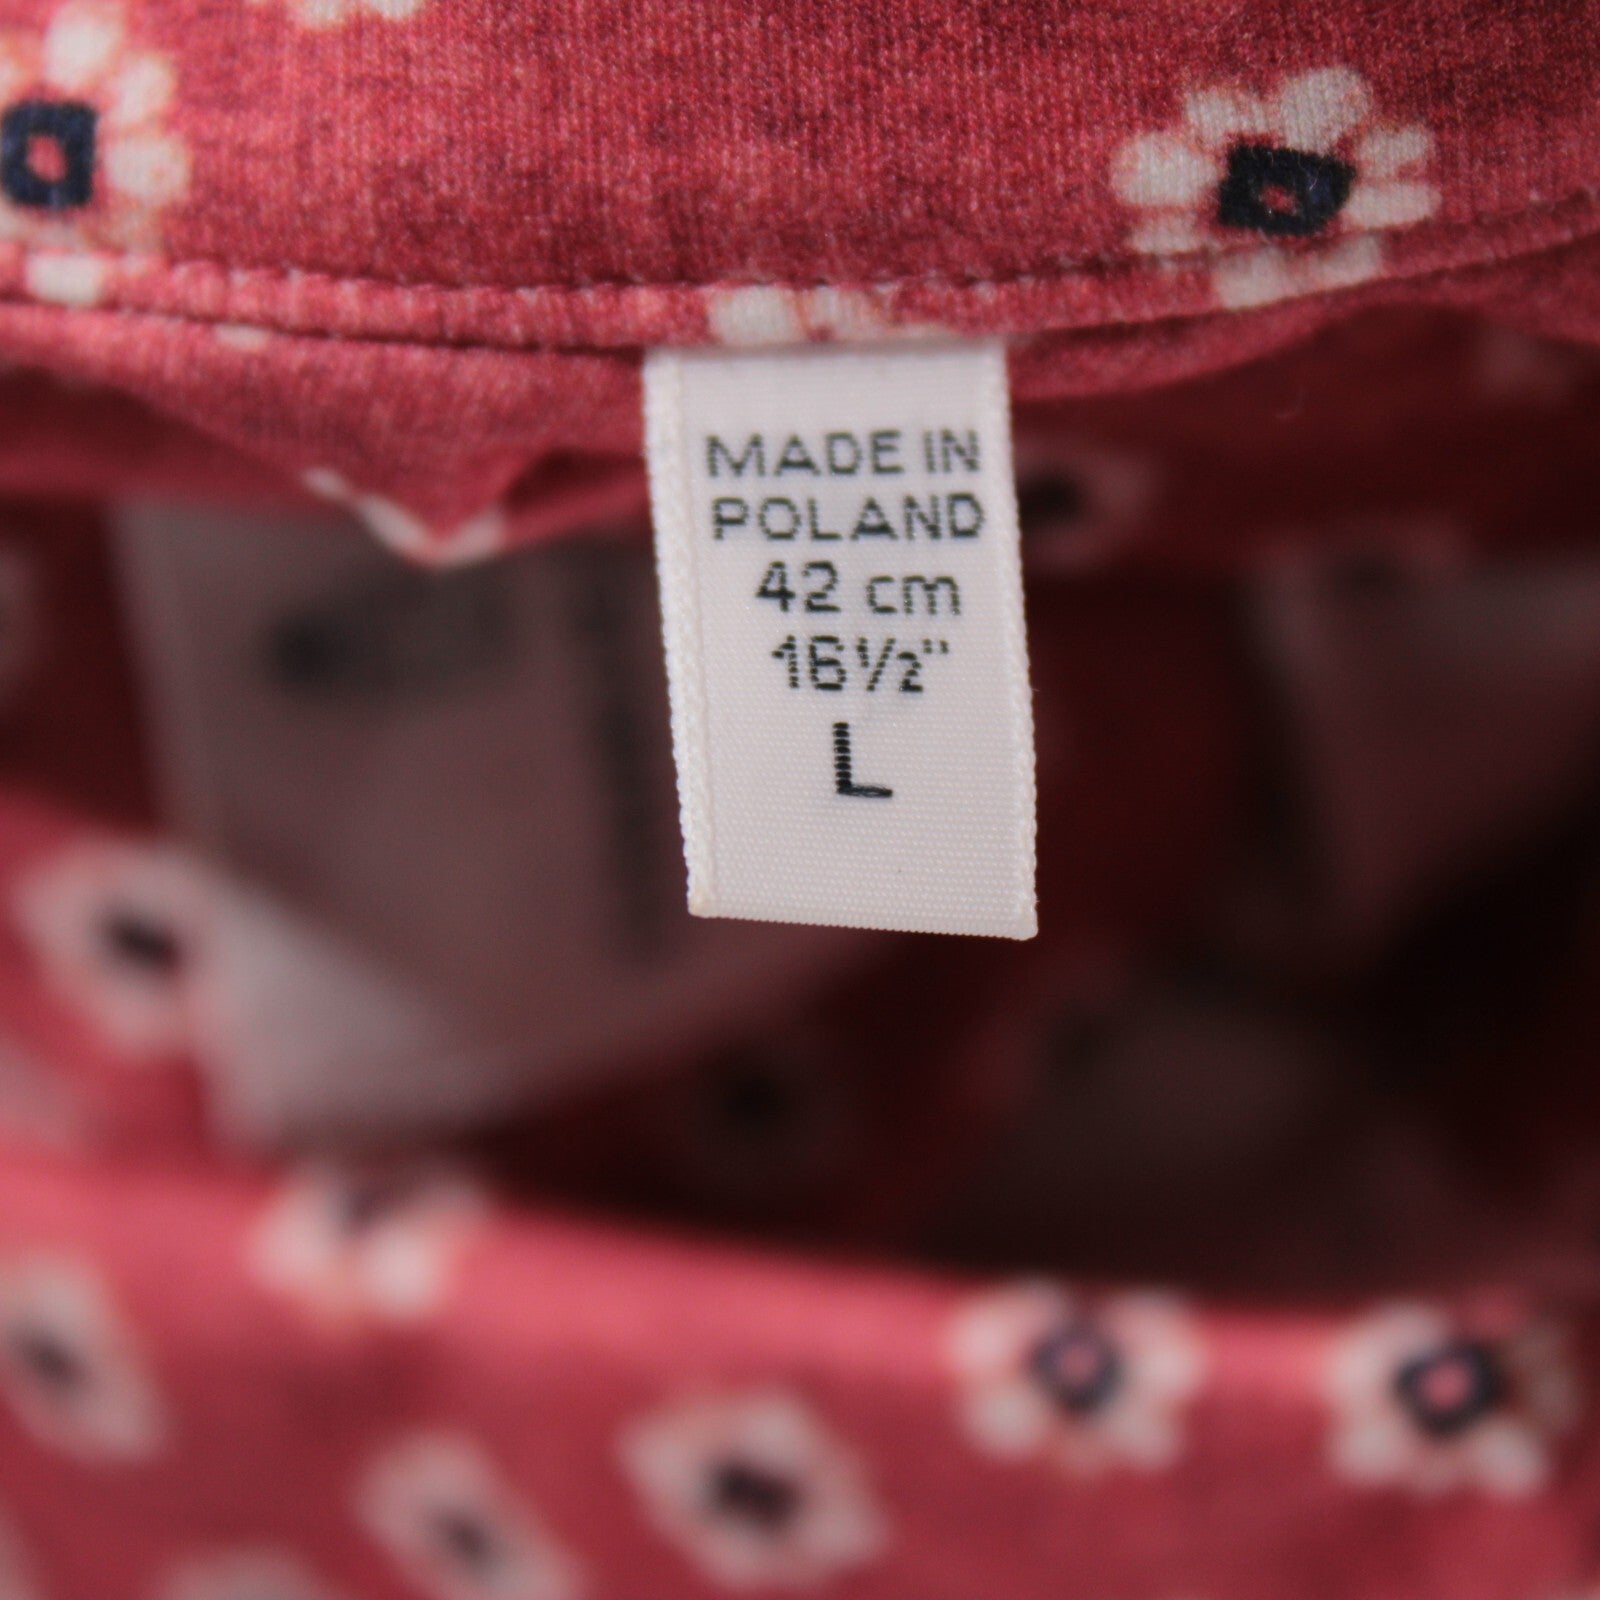 MADE IN
POLAND
42 cm
16½"
L